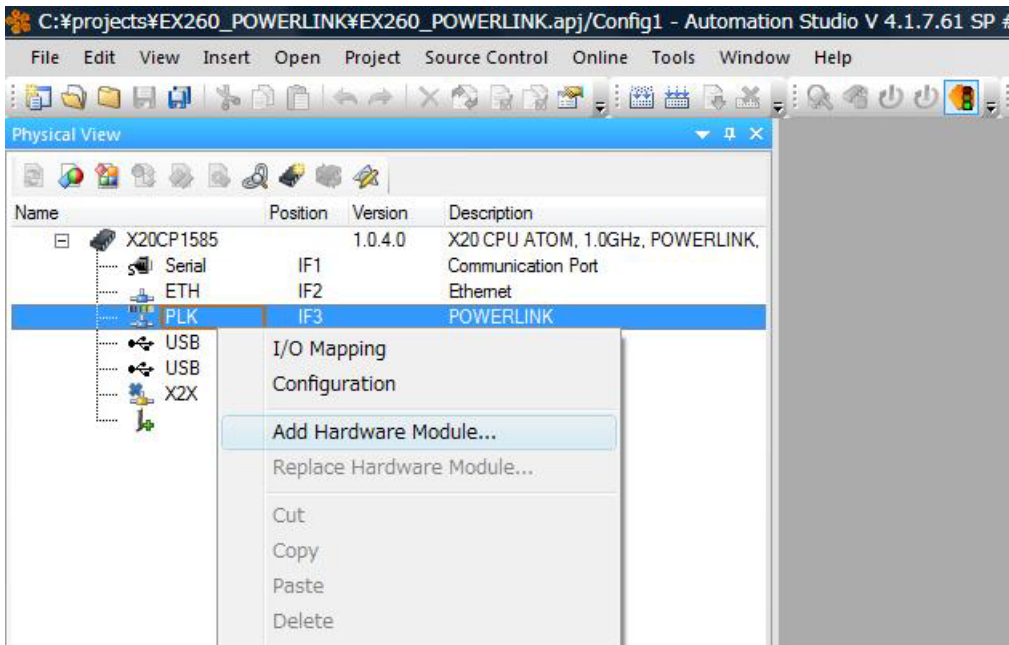 C:¥projects¥EX260_POWERLINK¥EX260_POWERLINK.apj/Config1 - Automation Studio V 4.1.7.61 SP #
File Edit View Insert Open Project Source Control Online Tools Window Help
Physical View
Name Position Version Description
X20CP1585 1.0.4.0 X20 CPU ATOM, 1.0GHz, POWERLINK,
Serial IF1 Communication Port
ETH IF2 Ethernet
PLK IF3 POWERLINK
USB
USB
X2X
I/O Mapping
Configuration
Add Hardware Module...
Replace Hardware Module...
Cut
Copy
Paste
Delete